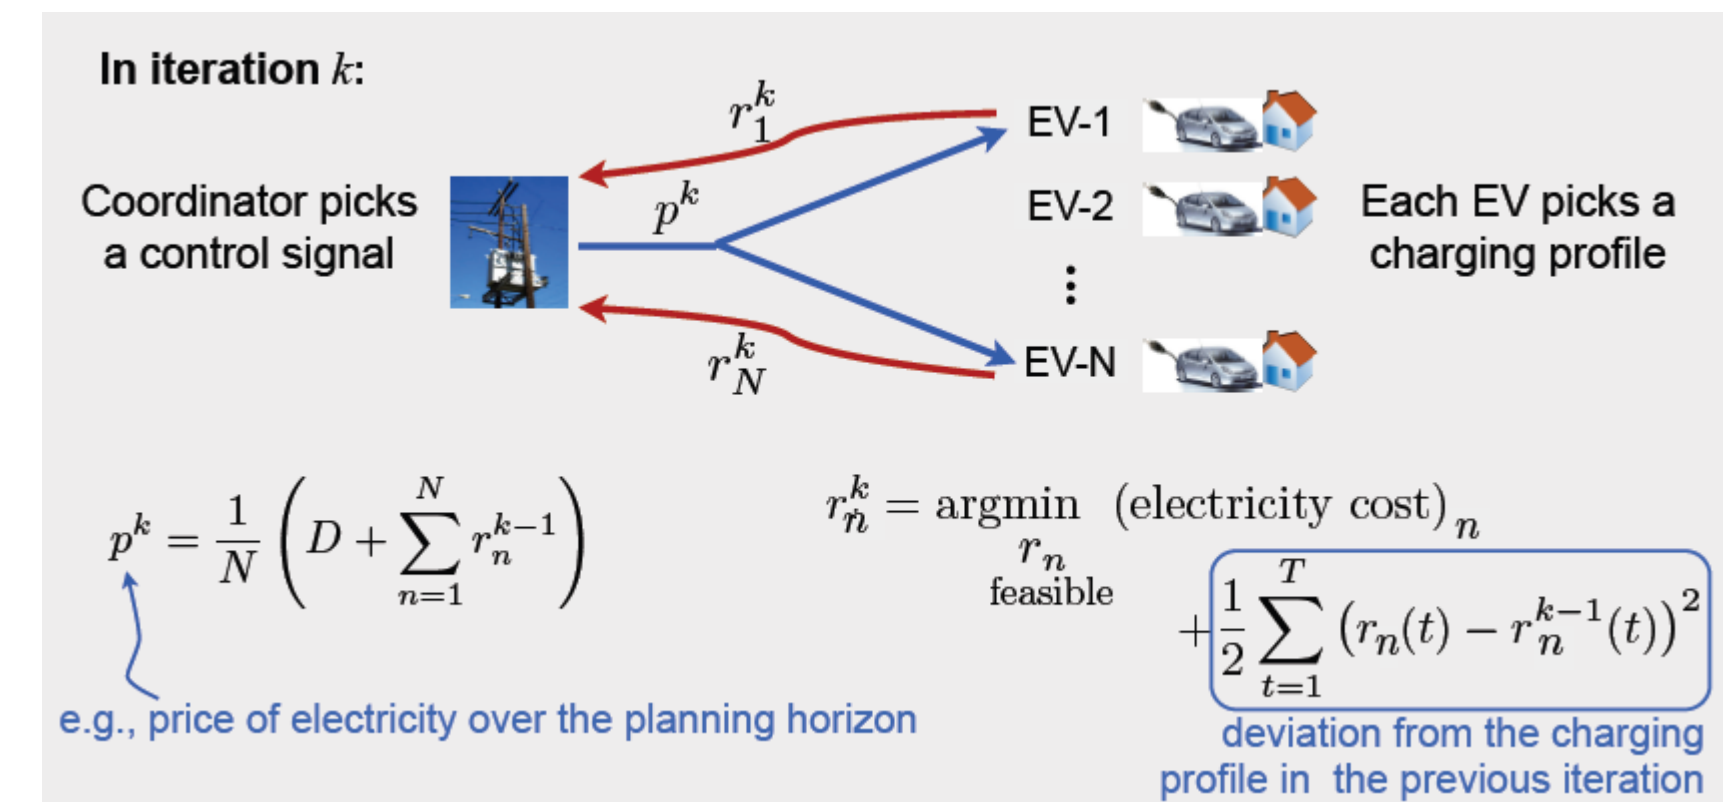 In iteration k:
r_1^k
EV-1
Coordinator picks
a control signal
p^k
EV-2
Each EV picks a
charging profile
⋮
r_N^k
EV-N
p^k = \frac{1}{N} \left( D + \sum_{n=1}^{N} r_n^{k-1} \right)
r_n^k = argmin (electricity cost)_n
r_n
feasible
+ \frac{1}{2} \sum_{t=1}^{T} \left( r_n(t) - r_n^{k-1}(t) \right)^2
e.g., price of electricity over the planning horizon
deviation from the charging
profile in the previous iteration